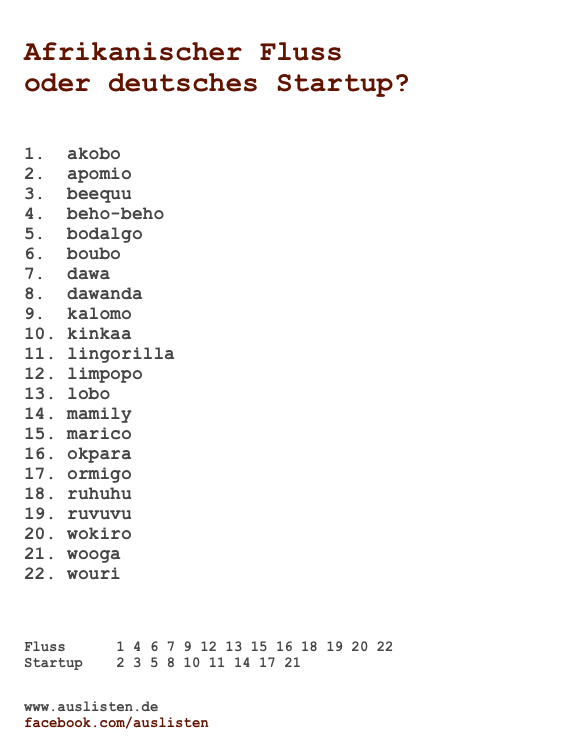 Afrikanischer Fluss
oder deutsches Startup?
1. akobo
2. apomio
3. beequu
4. beho-beho
5. bodalgo
6. boubo
7. dawa
8. dawanda
9. kalomo
10. kinkaa
11. lingorilla
12. limpopo
13. lobo
14. mamily
15. marico
16. okpara
17. ormigo
18. ruhuhu
19. ruvuvu
20. wokiro
21. wooga
22. wouri
Fluss 1 4 6 7 9 12 13 15 16 18 19 20 22
Startup 2 3 5 8 10 11 14 17 21
www.auslisten.de
facebook.com/auslisten